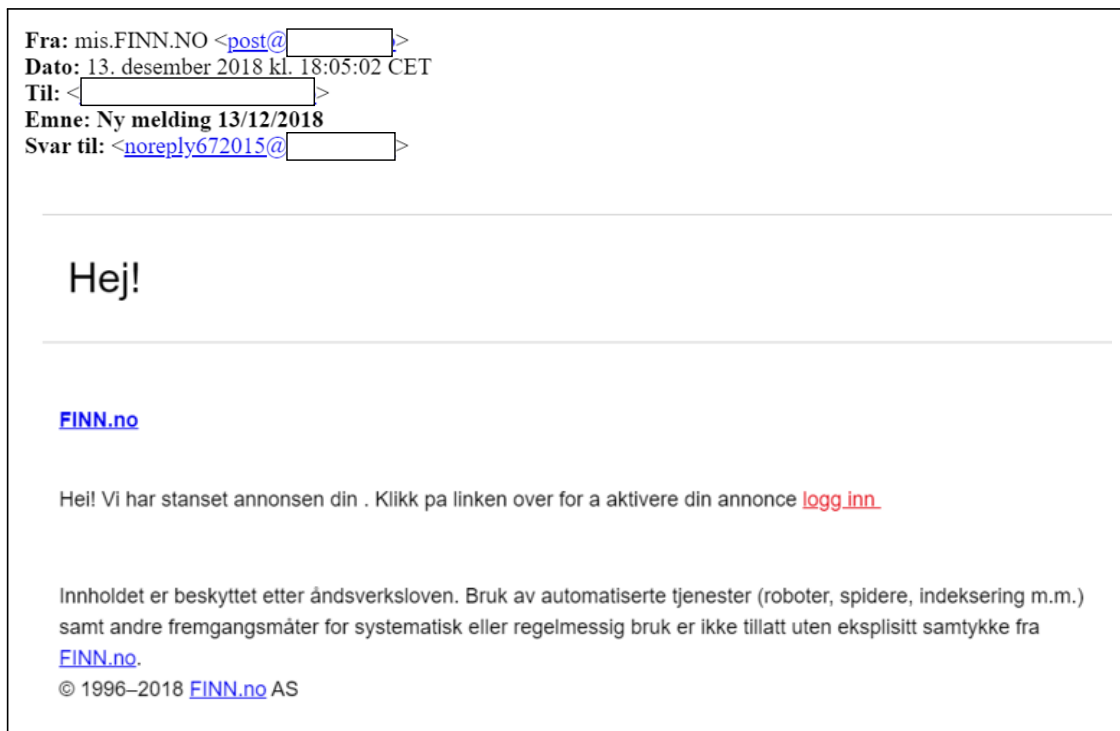 Fra: mis.FINN.NO <post@ >
Dato: 13. desember 2018 kl. 18:05:02 CET
Til: < >
Emne: Ny melding 13/12/2018
Svar til: <noreply672015@ >
Hej!
FINN.no
Hei! Vi har stanset annonsen din . Klikk pa linken over for a aktivere din annonce logg inn
Innholdet er beskyttet etter åndsverksloven. Bruk av automatiserte tjenester (roboter, spidere, indeksering m.m.)
samt andre fremgangsmåter for systematisk eller regelmessig bruk er ikke tillatt uten eksplisitt samtykke fra
FINN.no.
© 1996–2018 FINN.no AS